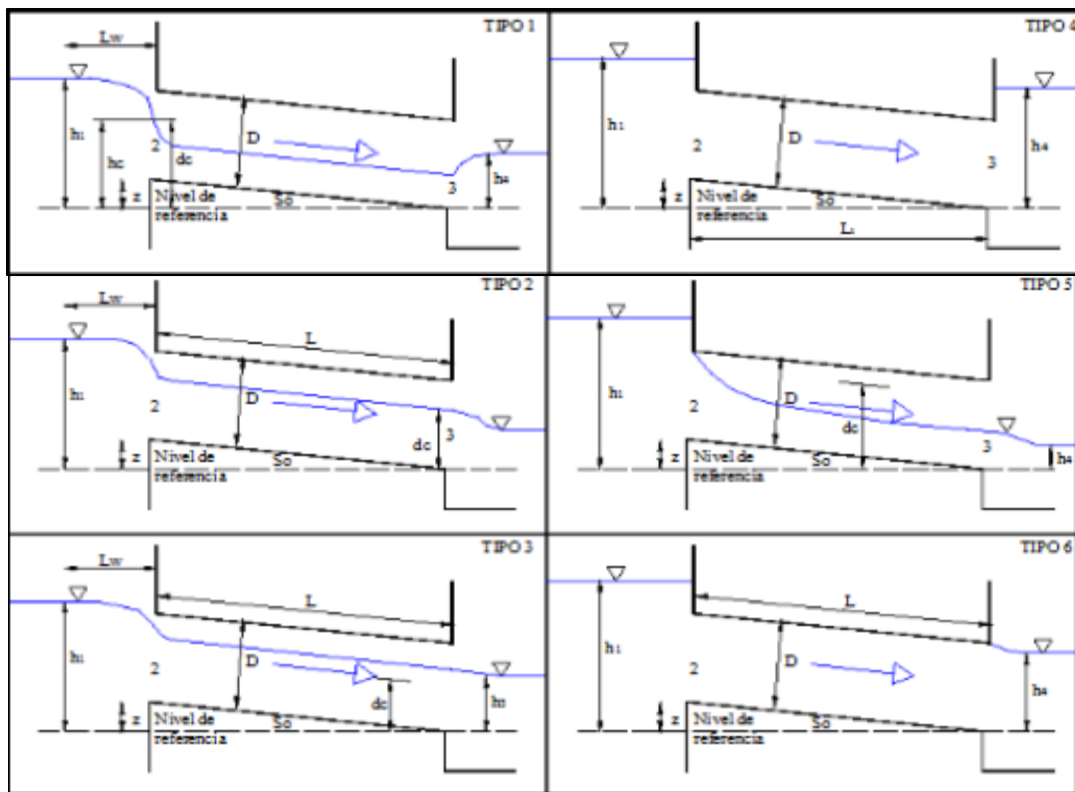 TIPO 1
Lw
h1
hc
dc
D
2
3
h4
z
Nivel de
referencia
So
TIPO 4
h1
D
2
3
h4
z
Nivel de
referencia
So
L
TIPO 2
Lw
L
h1
D
2
3
dc
z
Nivel de
referencia
So
TIPO 5
h1
D
2
dc
3
h4
z
Nivel de
referencia
So
TIPO 3
Lw
L
h1
D
2
dc
h3
z
Nivel de
referencia
So
TIPO 6
L
h1
D
2
3
h4
z
Nivel de
referencia
So